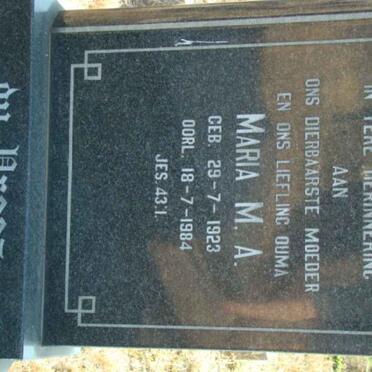 IN TERE HERINNERING
AAN
ONS DIERBAARSTE MOEDER
EN ONS LIEFLING OUMA
MARIA M. A.
GEB. 29-7-1923
OORL. 18-7-1984
JES. 43:1.